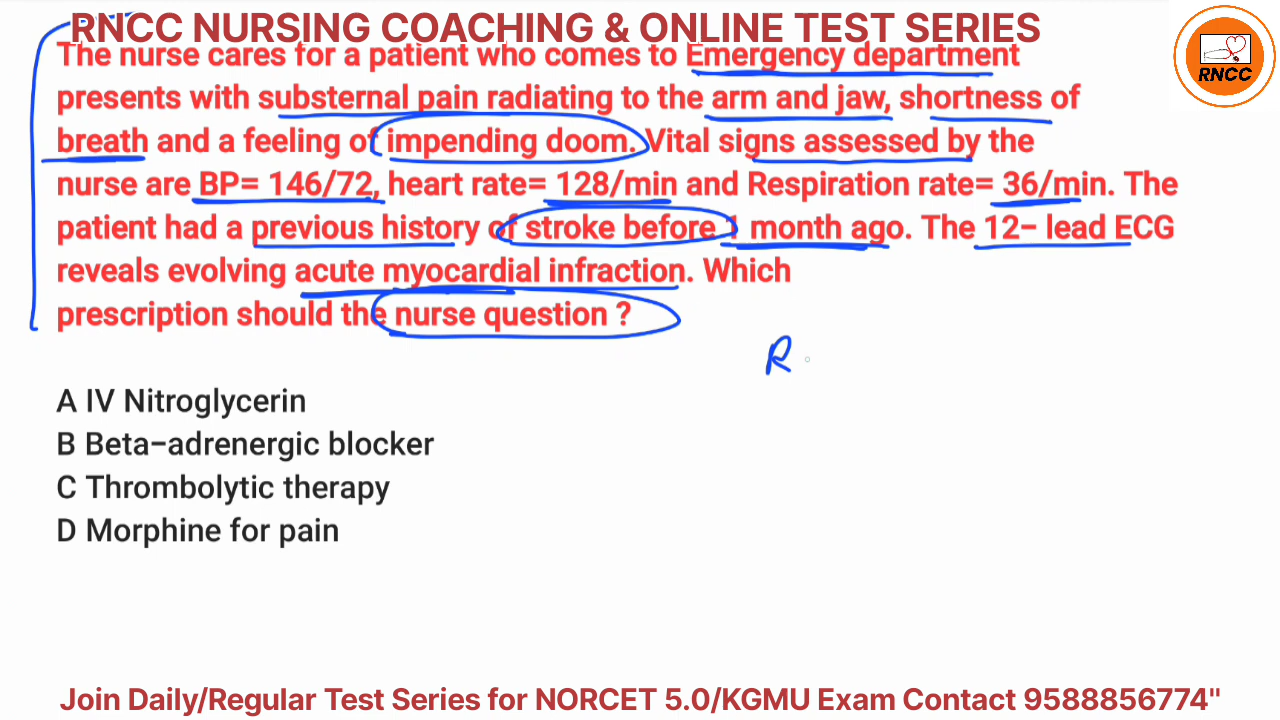 RNCC NURSING COACHING & ONLINE TEST SERIES
RNCC
The nurse cares for a patient who comes to Emergency department
presents with substernal pain radiating to the arm and jaw, shortness of
breath and a feeling of impending doom. Vital signs assessed by the
nurse are BP= 146/72, heart rate= 128/min and Respiration rate= 36/min. The
patient had a previous history of stroke before 1 month ago. The 12− lead ECG
reveals evolving acute myocardial infraction. Which
prescription should the nurse question ?
R
A IV Nitroglycerin
B Beta−adrenergic blocker
C Thrombolytic therapy
D Morphine for pain
Join Daily/Regular Test Series for NORCET 5.0/KGMU Exam Contact 9588856774"